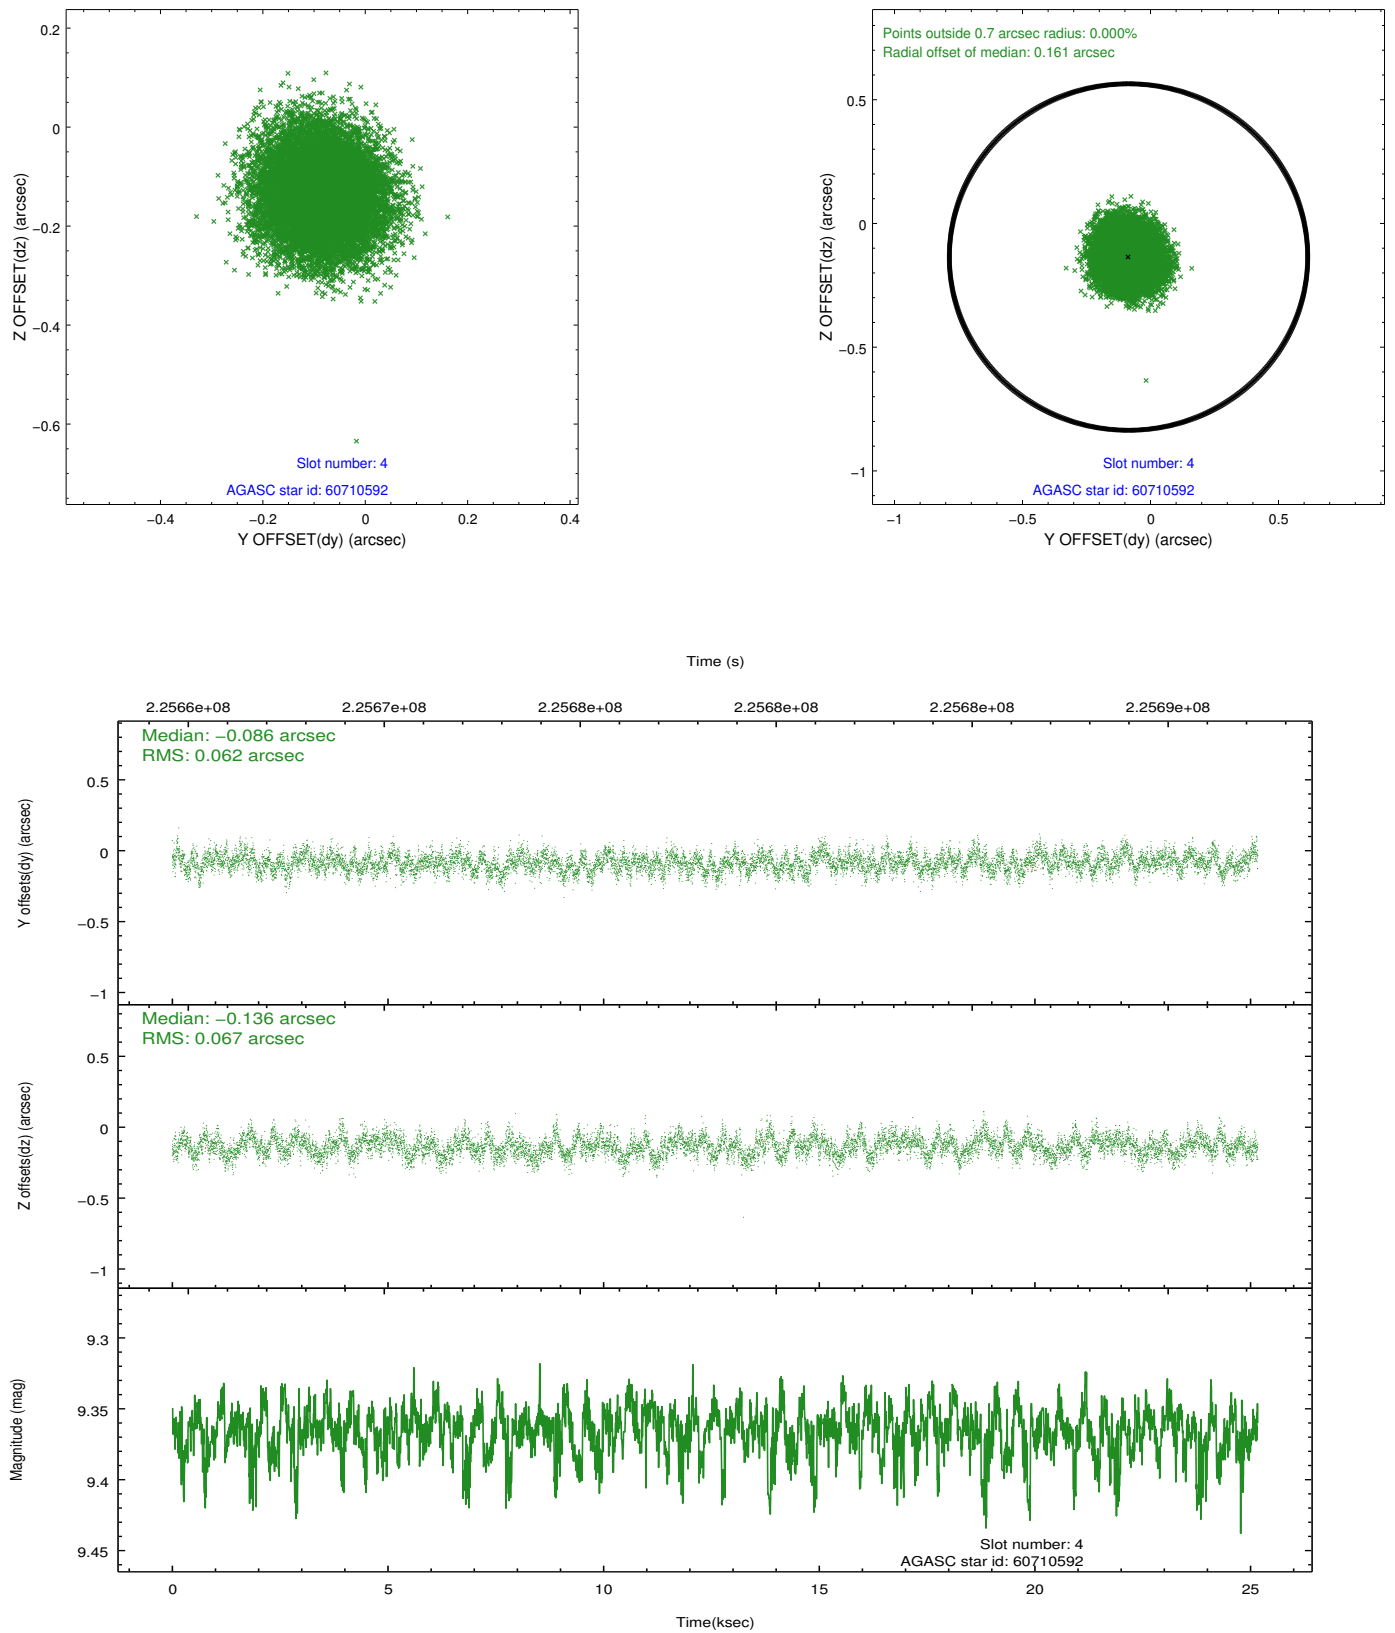 0.2
0
−0.2
−0.4
−0.6
Z OFFSET(dz) (arcsec)
Slot number: 4
AGASC star id: 60710592
−0.4
−0.2
0
0.2
0.4
Y OFFSET(dy) (arcsec)
Points outside 0.7 arcsec radius: 0.000%
Radial offset of median: 0.161 arcsec
0.5
0
−0.5
−1
Z OFFSET(dz) (arcsec)
Slot number: 4
AGASC star id: 60710592
−1
−0.5
0
0.5
Y OFFSET(dy) (arcsec)
Time (s)
2.2566e+08
2.2567e+08
2.2568e+08
2.2568e+08
2.2568e+08
2.2569e+08
Median: −0.086 arcsec
RMS: 0.062 arcsec
0.5
0
−0.5
−1
Y offsets(dy) (arcsec)
Median: −0.136 arcsec
RMS: 0.067 arcsec
0.5
0
−0.5
−1
Z offsets(dz) (arcsec)
9.3
9.35
9.4
9.45
Magnitude (mag)
Slot number: 4
AGASC star id: 60710592
0
5
10
15
20
25
Time(ksec)